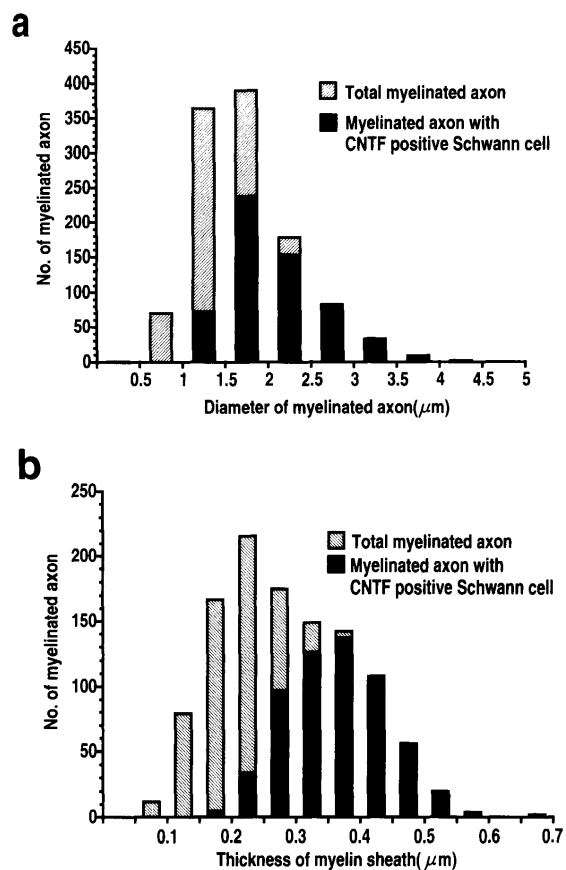 a
450
400
350
300
250
200
150
100
50
0
No. of myelinated axon
Total myelinated axon
Myelinated axon with
CNTF positive Schwann cell
0.5 1 1.5 2 2.5 3 3.5 4 4.5 5
Diameter of myelinated axon(μm)
b
250
200
150
100
50
0
No. of myelinated axon
Total myelinated axon
Myelinated axon with
CNTF positive Schwann cell
0.1 0.2 0.3 0.4 0.5 0.6 0.7
Thickness of myelin sheath(μm)